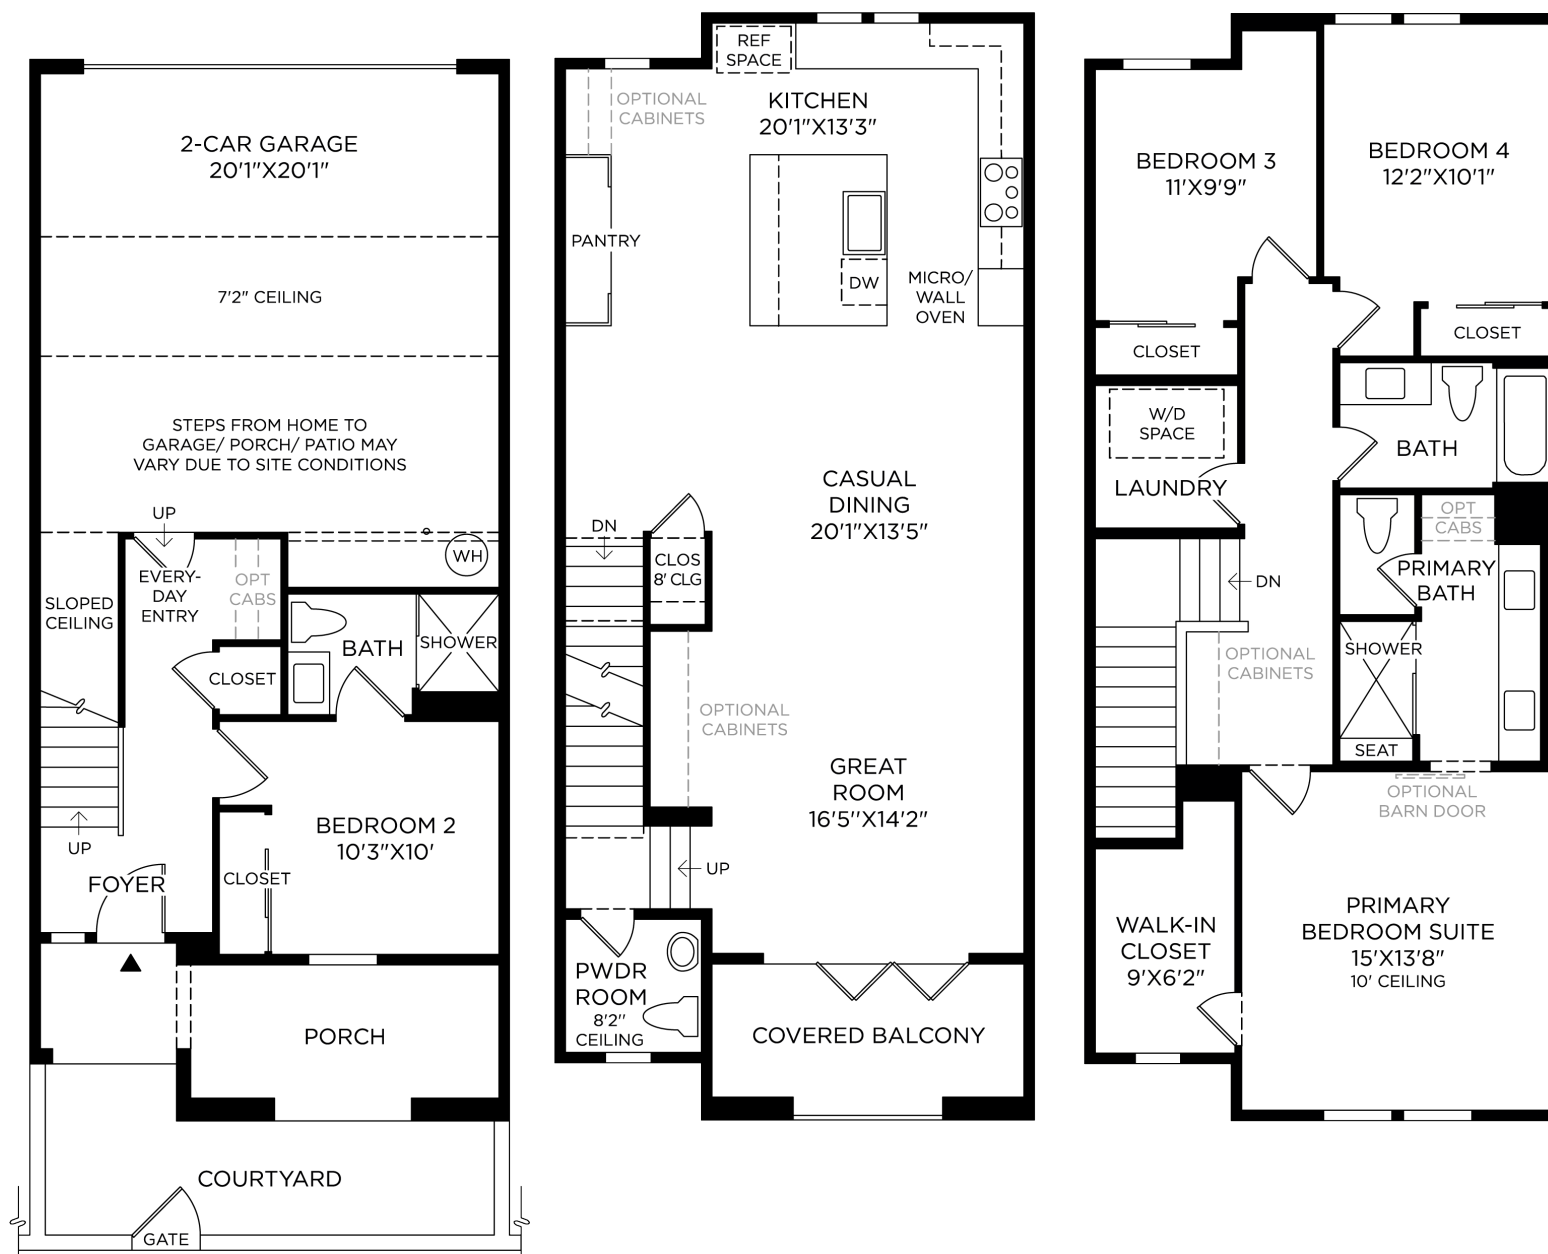 2-CAR GARAGE
20'1"X20'1"
7'2" CEILING
STEPS FROM HOME TO
GARAGE/ PORCH/ PATIO MAY
VARY DUE TO SITE CONDITIONS
UP
WH
EVERY-
DAY
ENTRY
OPT
CABS
SLOPED
CEILING
BATH
SHOWER
CLOSET
BEDROOM 2
10'3"X10'
UP
CLOSET
FOYER
PORCH
COURTYARD
GATE
REF
SPACE
OPTIONAL
CABINETS
KITCHEN
20'1"X13'3"
PANTRY
DW
MICRO/
WALL
OVEN
CASUAL
DINING
20'1"X13'5"
DN
CLOS
8' CLG
OPTIONAL
CABINETS
GREAT
ROOM
16'5"X14'2"
UP
PWDR
ROOM
8'2"
CEILING
COVERED BALCONY
BEDROOM 3
11'X9'9"
BEDROOM 4
12'2"X10'1"
CLOSET
CLOSET
W/D
SPACE
LAUNDRY
BATH
OPT
CABS
PRIMARY
BATH
DN
OPTIONAL
CABINETS
SHOWER
SEAT
OPTIONAL
BARN DOOR
WALK-IN
CLOSET
9'X6'2"
PRIMARY
BEDROOM SUITE
15'X13'8"
10' CEILING